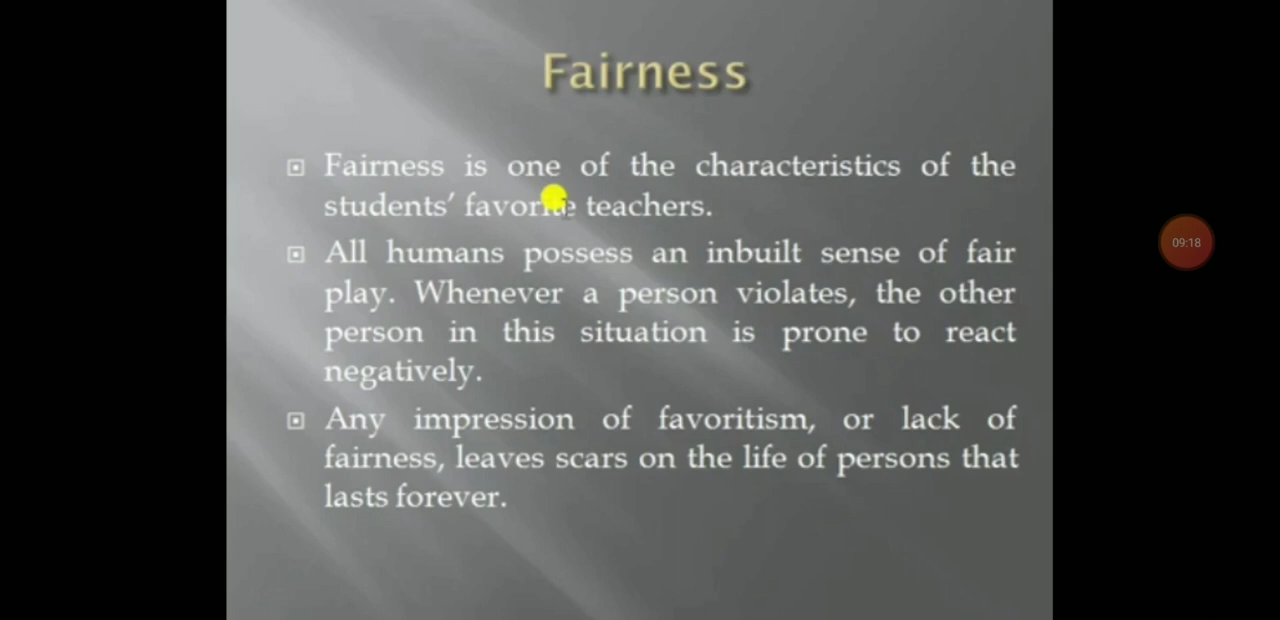 Fairness
Fairness is one of the characteristics of the
students' favorite teachers.
All humans possess an inbuilt sense of fair
play. Whenever a person violates, the other
person in this situation is prone to react
negatively.
Any impression of favoritism, or lack of
fairness, leaves scars on the life of persons that
lasts forever.
09:18